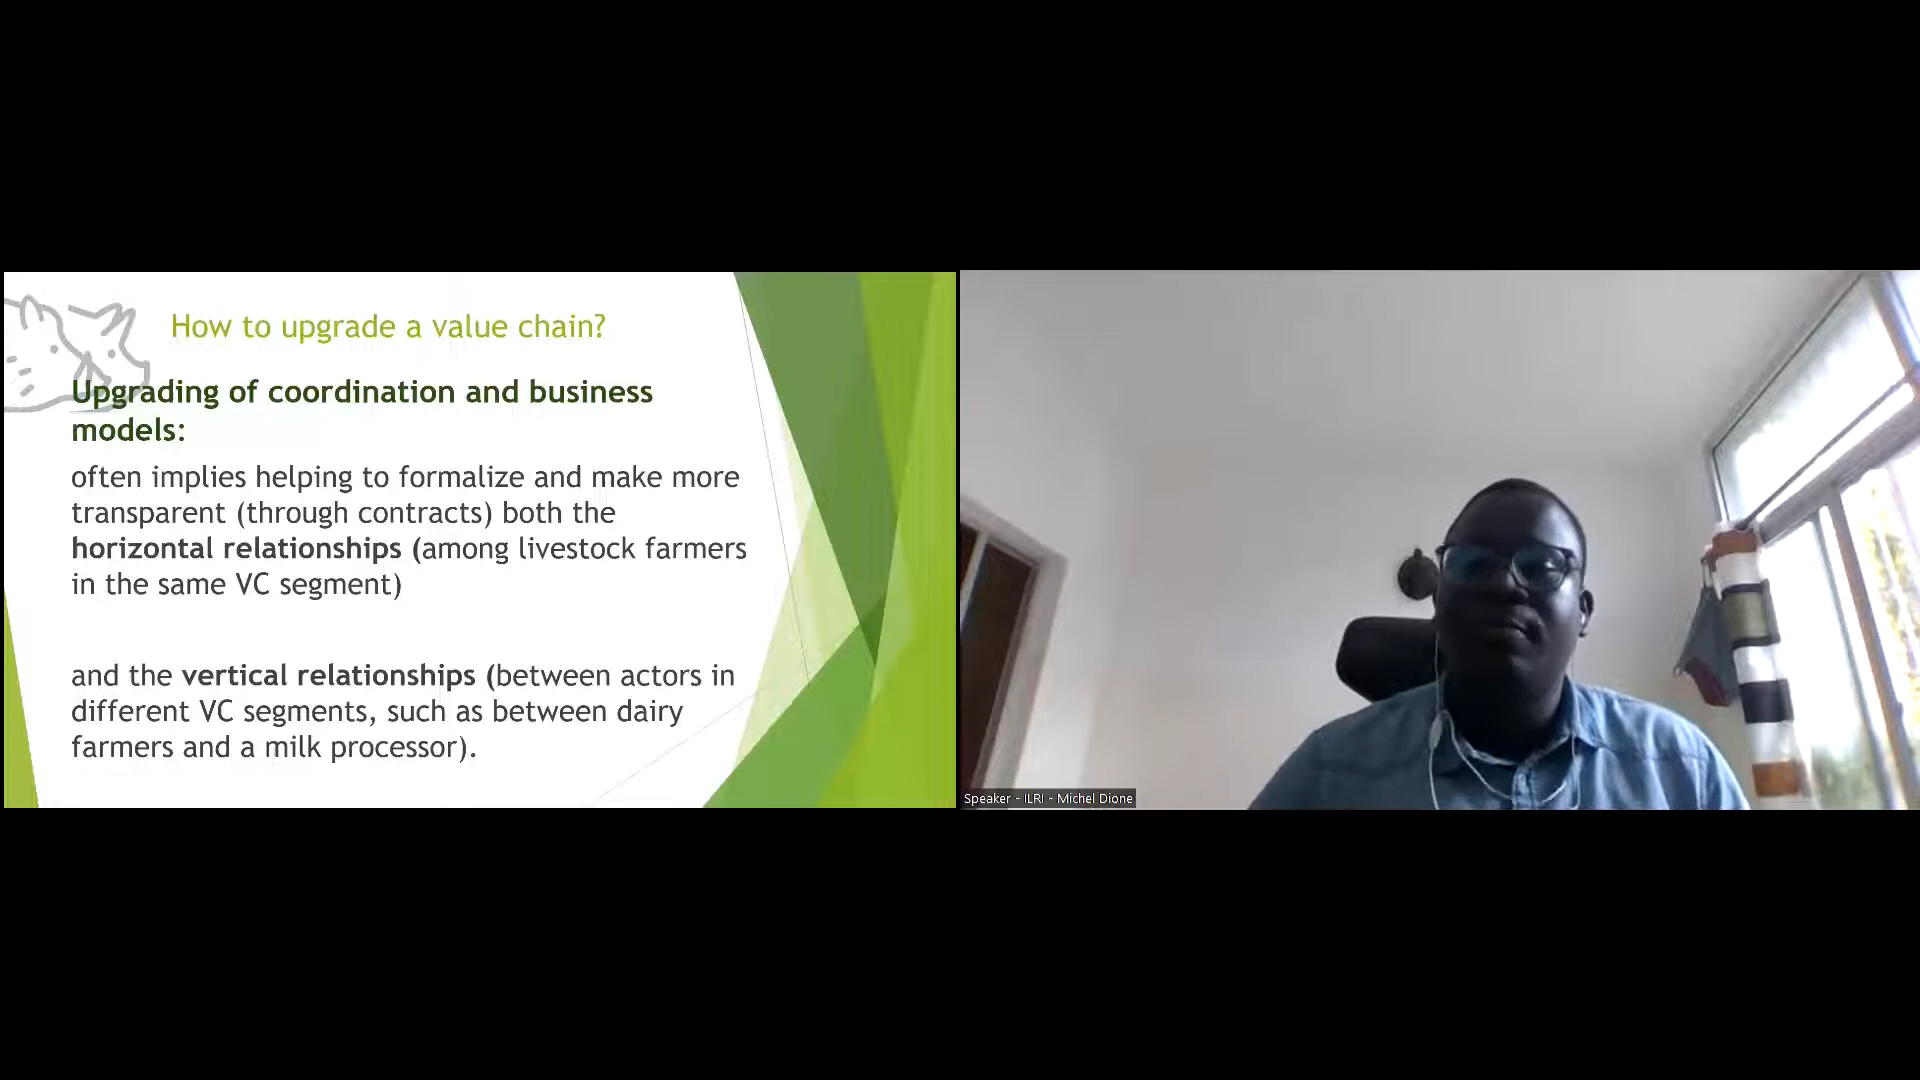 How to upgrade a value chain?
Upgrading of coordination and business
models:
often implies helping to formalize and make more
transparent (through contracts) both the
horizontal relationships (among livestock farmers
in the same VC segment)
and the vertical relationships (between actors in
different VC segments, such as between dairy
farmers and a milk processor).
Speaker - ILRI - Michel Dione